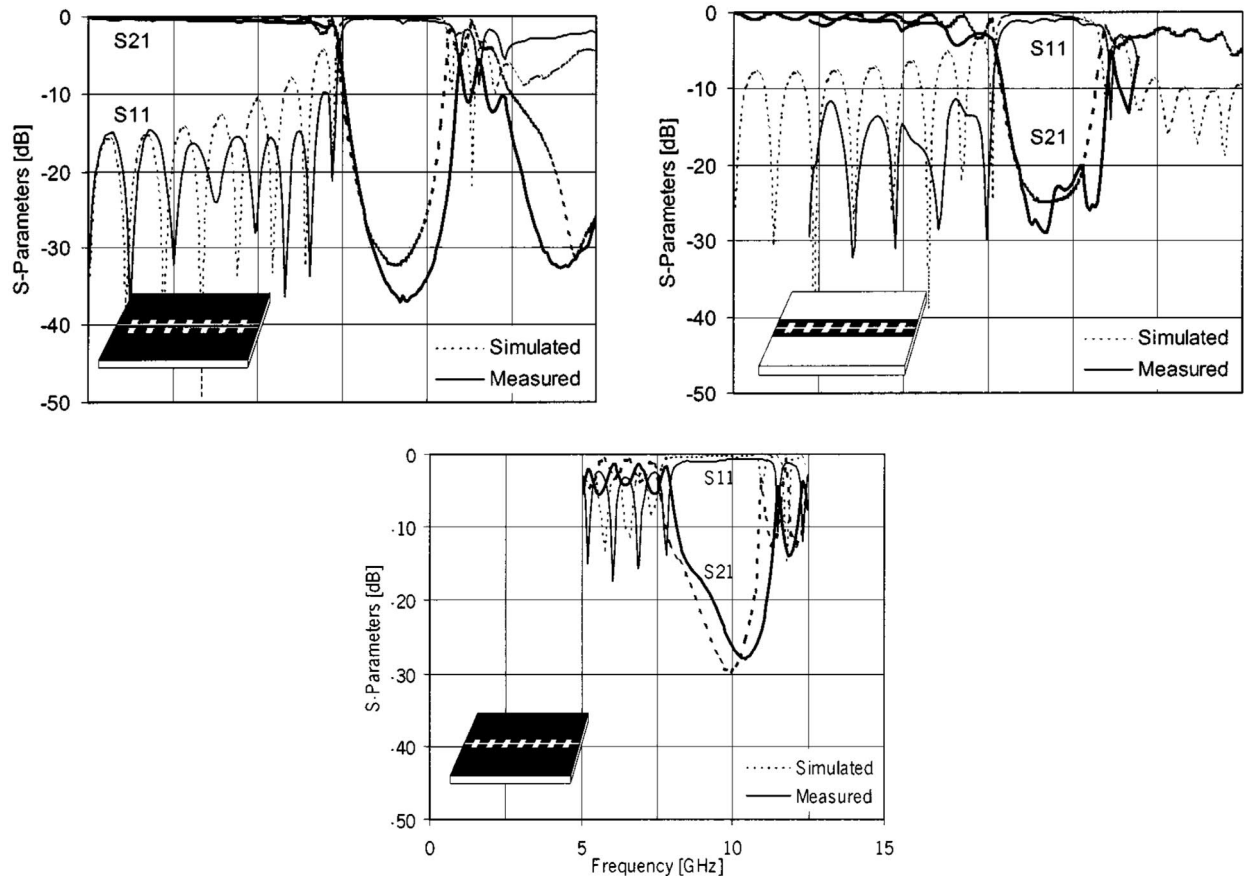 S-Parameters [dB]
0
-10
-20
-30
-40
-50
S21
S11
Simulated
Measured
S-Parameters [dB]
0
-10
-20
-30
-40
-50
S11
S21
Simulated
Measured
S-Parameters [dB]
0
-10
-20
-30
-40
-50
S11
S21
Simulated
Measured
0 5 10 15
Frequency [GHz]